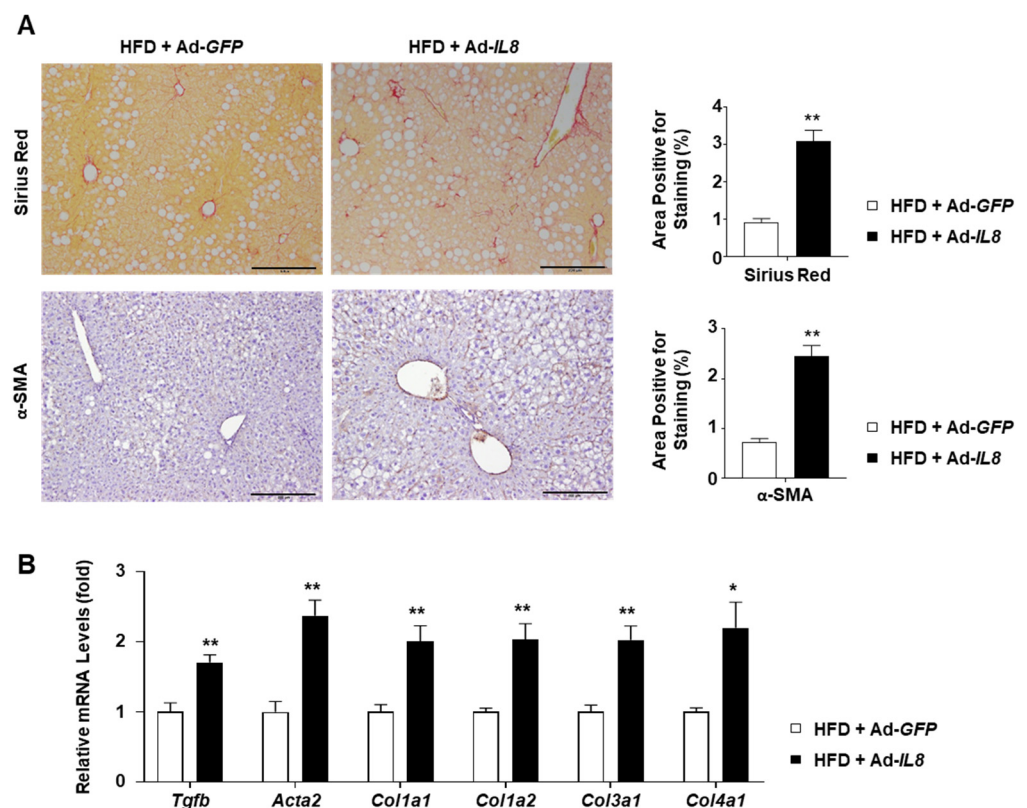 A
HFD + Ad-GFP
HFD + Ad-IL8
Sirius Red
α-SMA
Area Positive for
Staining (%)
4
3
2
1
0
**
Sirius Red
HFD + Ad-GFP
HFD + Ad-IL8
Area Positive for
Staining (%)
3
2
1
0
**
α-SMA
HFD + Ad-GFP
HFD + Ad-IL8
B
Relative mRNA Levels (fold)
3
2
1
0
** ** ** ** ** *
Tgfb Acta2 Col1a1 Col1a2 Col3a1 Col4a1
HFD + Ad-GFP
HFD + Ad-IL8